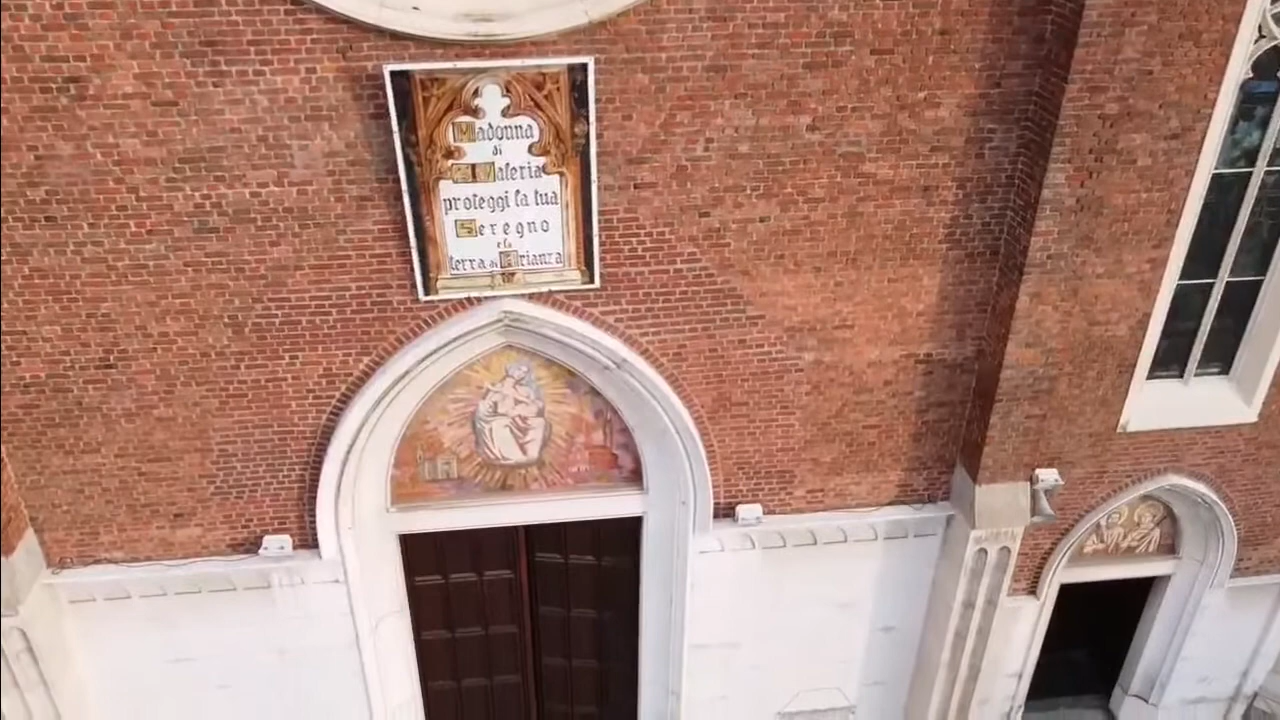 Madonna
di
S. Valeria
proteggi la tua
Seregno
e la
terra di Brianza